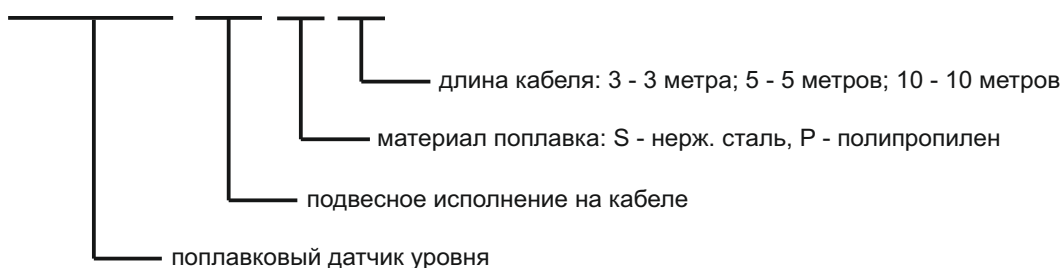 длина кабеля: 3 - 3 метра; 5 - 5 метров; 10 - 10 метров
материал поплавка: S - нерж. сталь, P - полипропилен
подвесное исполнение на кабеле
поплавковый датчик уровня